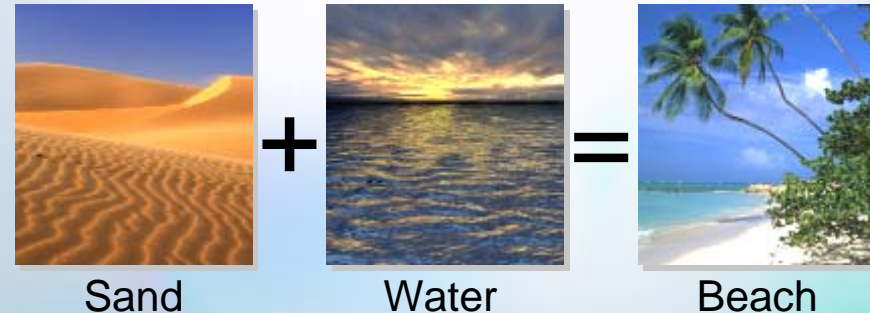 + =
Sand Water Beach